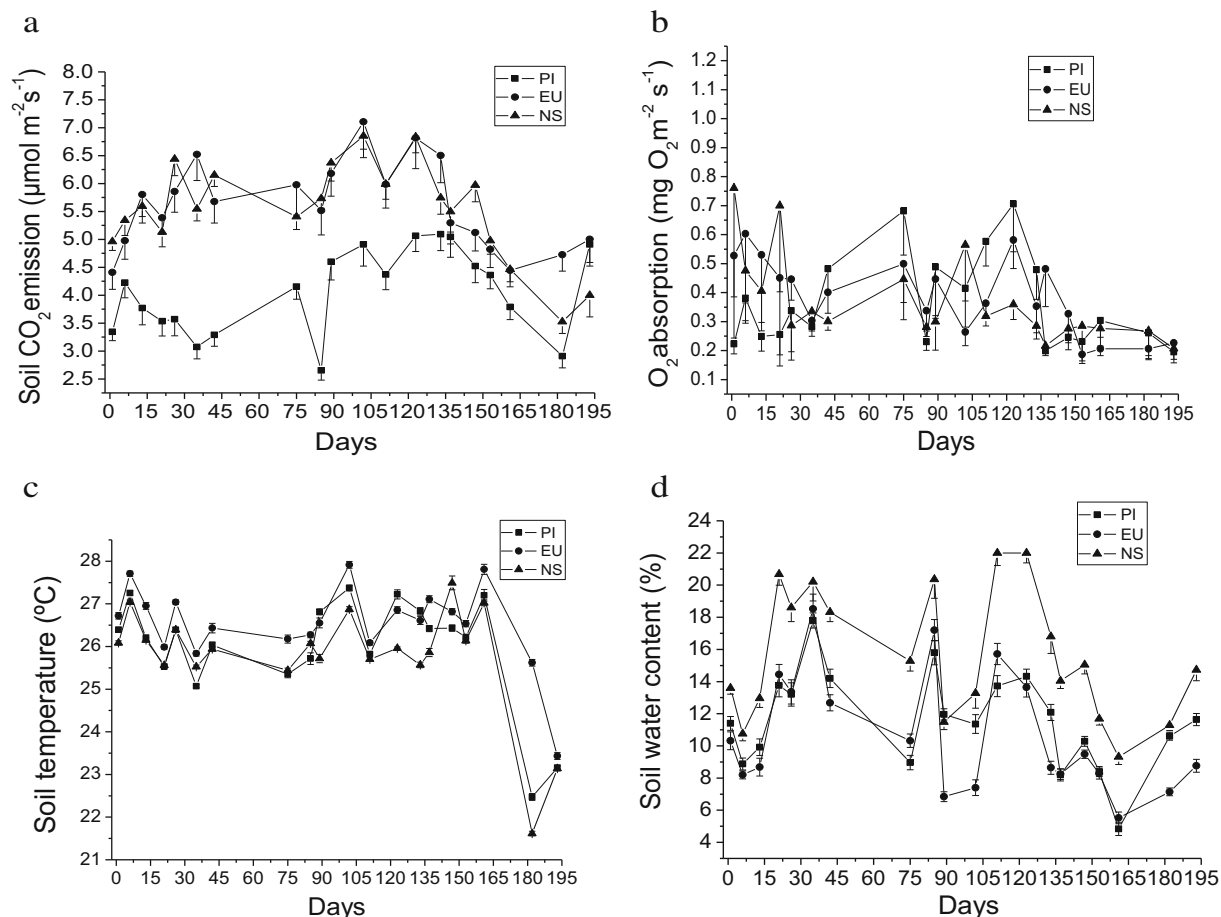 a
Soil CO₂ emission (µmol m⁻² s⁻¹)
8.0
7.5
7.0
6.5
6.0
5.5
5.0
4.5
4.0
3.5
3.0
2.5
PI
EU
NS
0 15 30 45 60 75 90 105 120 135 150 165 180 195
Days
b
O₂ absorption (mg O₂ m⁻² s⁻¹)
1.2
1.1
1.0
0.9
0.8
0.7
0.6
0.5
0.4
0.3
0.2
0.1
PI
EU
NS
0 15 30 45 60 75 90 105 120 135 150 165 180 195
Days
c
Soil temperature (ºC)
28
27
26
25
24
23
22
21
PI
EU
NS
0 15 30 45 60 75 90 105 120 135 150 165 180 195
Days
d
Soil water content (%)
24
22
20
18
16
14
12
10
8
6
4
PI
EU
NS
0 15 30 45 60 75 90 105 120 135 150 165 180 195
Days